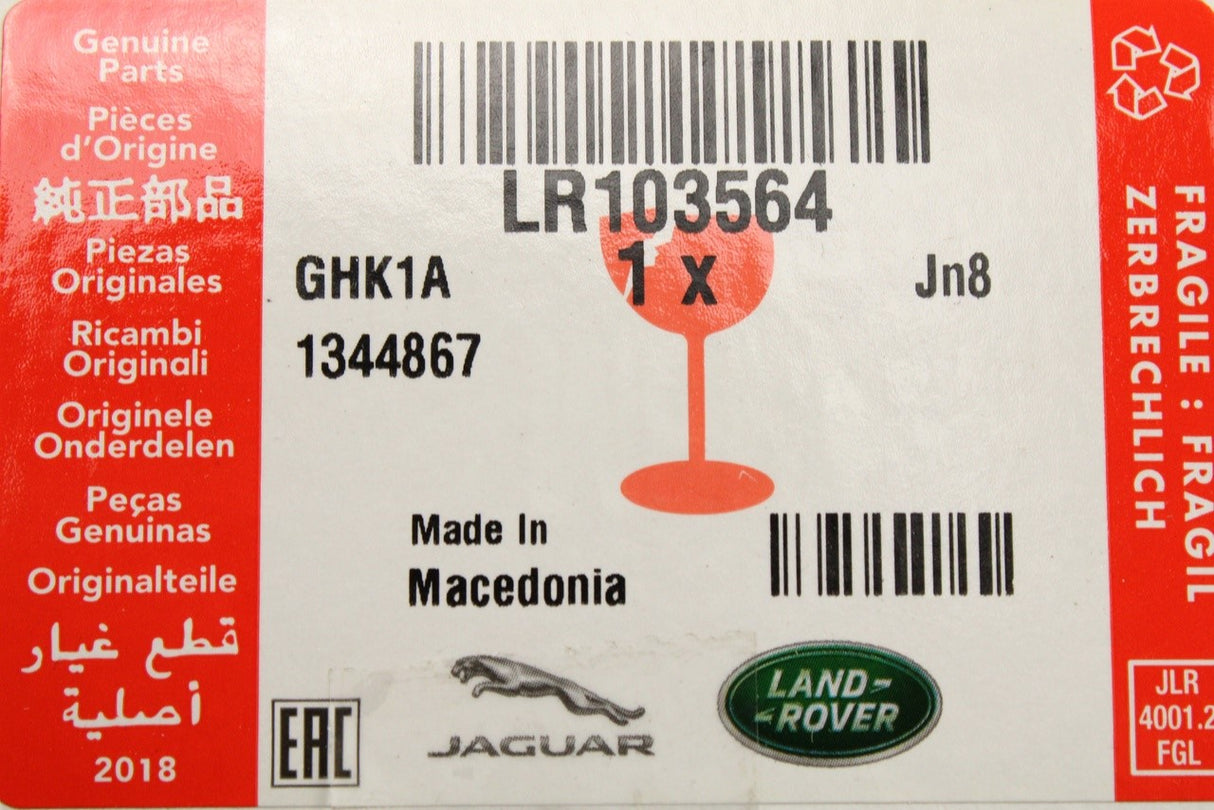 Genuine
Parts
Pièces
d'Origine
純正部品
Piezas
Originales
Ricambi
Originali
Originele
Onderdelen
Peças
Genuinas
Originalteile
قطع غيار
أصلية
2018
LR103564
1 x
GHK1A
Jn8
1344867
Made In
Macedonia
EAC
JAGUAR
LAND-
-ROVER
FRAGILE : FRAGIL
ZERBRECHLICH
JLR
4001.2
FGL